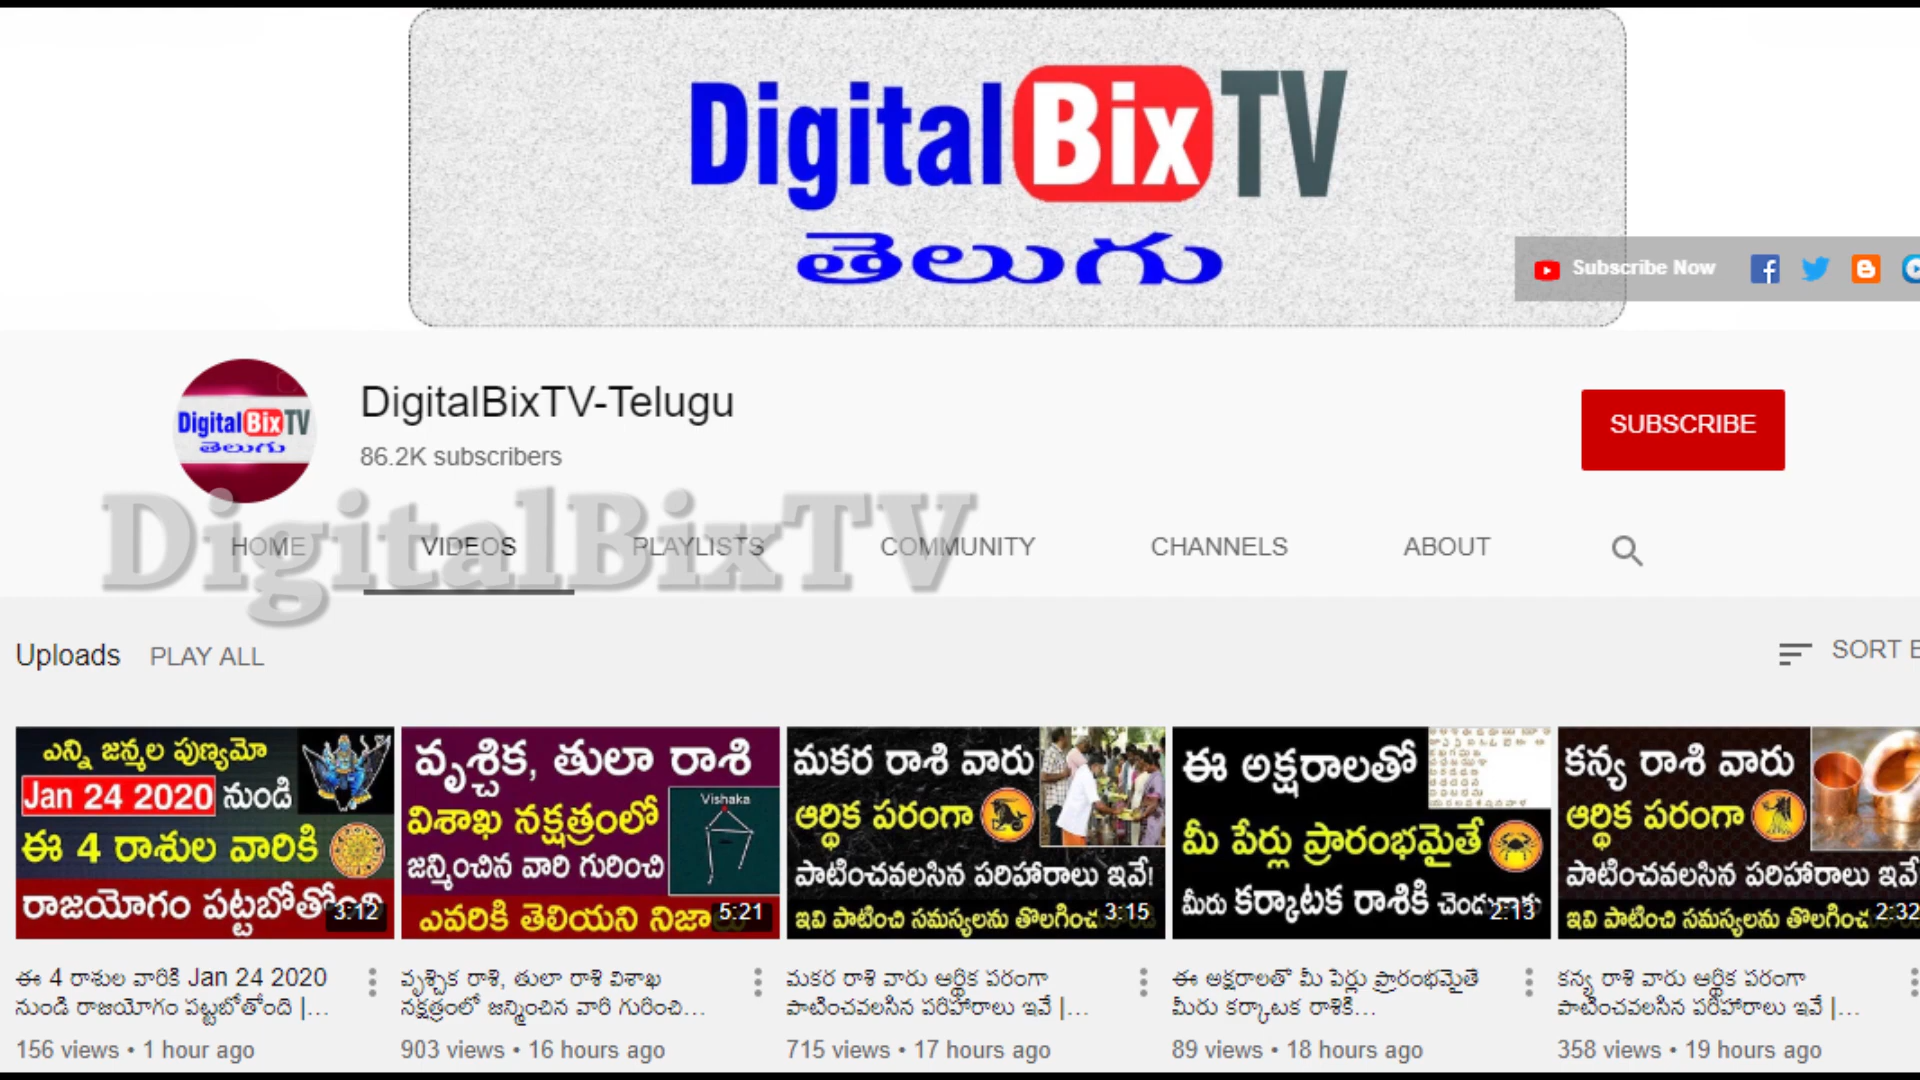 DigitalBixTV
తెలుగు
Subscribe Now
DigitalBixTV
తెలుగు
DigitalBixTV-Telugu
86.2K subscribers
SUBSCRIBE
DigitalBixTV
HOME VIDEOS PLAYLISTS COMMUNITY CHANNELS ABOUT
Uploads PLAY ALL
SORT B
ఎన్ని జన్మల పుణ్యమో
Jan 24 2020 నుండి
ఈ 4 రాశుల వారికి
రాజయోగం పట్టబోతోంది
3:12
ఈ 4 రాశుల వారికి Jan 24 2020
నుండి రాజయోగం పట్టబోతోంది |...
156 views • 1 hour ago
వృశ్చిక, తులా రాశి
విశాఖ నక్షత్రంలో
జన్మించిన వారి గురించి
Vishaka
ఎవరికి తెలియని
5:21
వృశ్చిక రాశి, తులా రాశి విశాఖ
నక్షత్రంలో జన్మించిన వారి గురించి...
903 views • 16 hours ago
మకర రాశి వారు
ఆర్థిక పరంగా
పాటించవలసిన పరిహారాలు ఇవే!
ఇవి పాటించి సమస్యలను
3:15
మకర రాశి వారు ఆర్థిక పరంగా
పాటించవలసిన పరిహారాలు ఇవే |...
715 views • 17 hours ago
ఈ అక్షరాలతో
మీ పేర్లు ప్రారంభమైతే
మీరు కర్కాటక రాశికి
2:13
ఈ అక్షరాలతో మీ పేర్లు ప్రారంభమైతే
మీరు కర్కాటక రాశికి...
89 views • 18 hours ago
కన్య రాశి వారు
ఆర్థిక పరంగా
పాటించవలసిన పరిహారాలు ఇవే
ఇవి పాటించి సమస్యలను
2:32
కన్య రాశి వారు ఆర్థిక పరంగా
పాటించవలసిన పరిహారాలు ఇవే |...
358 views • 19 hours ago